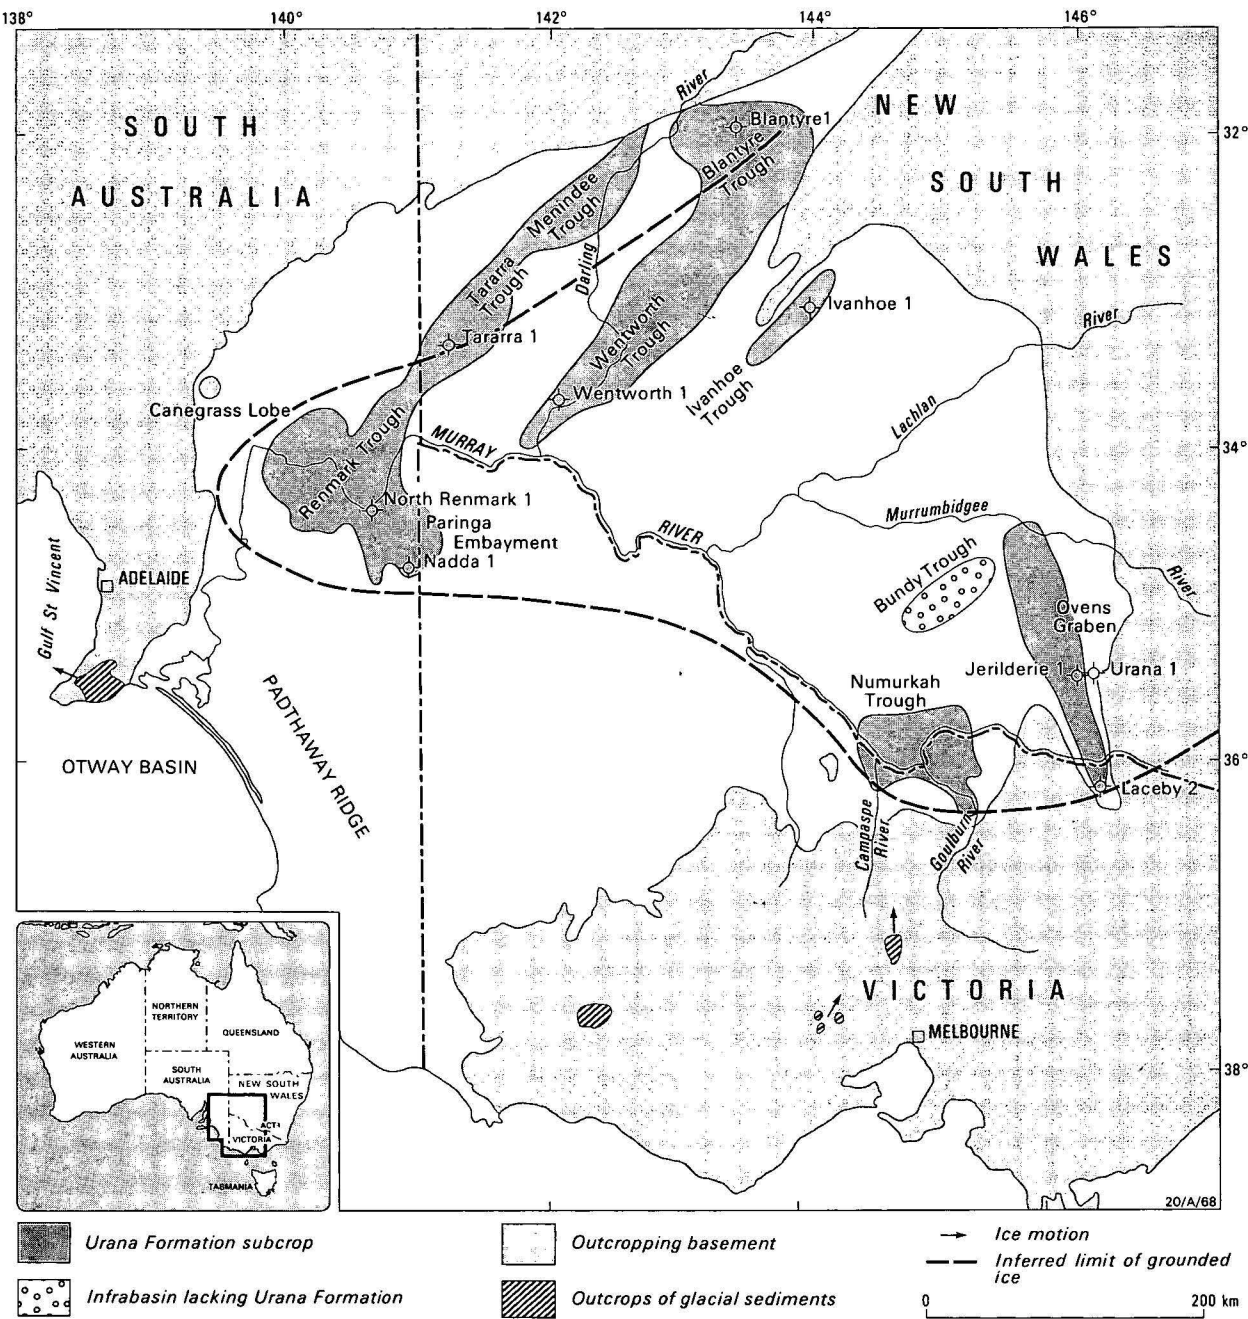 138°
140°
142°
144°
146°
SOUTH
AUSTRALIA
NEW
SOUTH
WALES
32°
River
Blantyre 1
Blantyre
Trough
Menindee
Trough
Darling
Tararra
Trough
Tararra 1
Ivanhoe 1
Wentworth
Trough
Wentworth 1
Ivanhoe
Trough
River
Lachlan
Canegrass Lobe
Renmark Trough
MURRAY
RIVER
34°
North Renmark 1
Paringa
Embayment
Nadda 1
Murrumbidgee
River
Bundy Trough
Ovens
Graben
Gulf St Vincent
ADELAIDE
Jerilderie 1
Urana 1
Numurkah
Trough
PADTHAWAY RIDGE
OTWAY BASIN
36°
Laceby 2
Campaspe
River
Goulburn
River
VICTORIA
MELBOURNE
38°
NORTHERN
TERRITORY
WESTERN
AUSTRALIA
QUEENSLAND
SOUTH
AUSTRALIA
NEW SOUTH
WALES
ACT
VICTORIA
TASMANIA
20/A/68
Urana Formation subcrop
Infrabasin lacking Urana Formation
Outcropping basement
Outcrops of glacial sediments
Ice motion
Inferred limit of grounded
ice
0
200 km